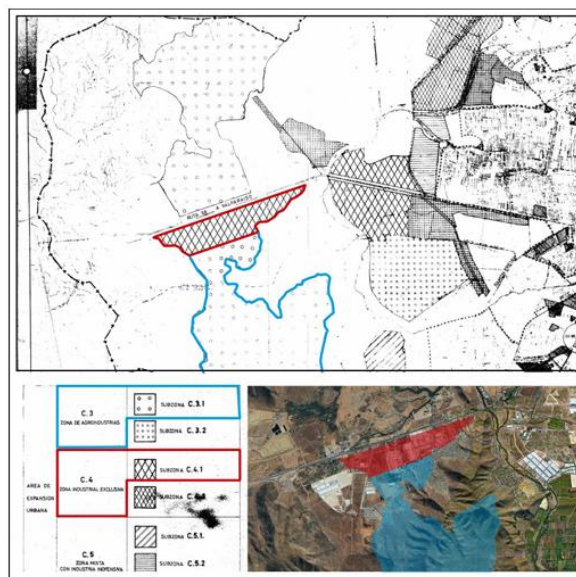 RUTA 68 A VALPARAISO
C.3
ZONA DE AGROINDUSTRIAS
SUBZONA C.3.1
SUBZONA C.3.2
AREA DE
EXPANSION
URBANA
C.4
ZONA INDUSTRIAL EXCLUSIVA
SUBZONA C.4.1
C.5
ZONA MIXTA
CON INDUSTRIA INOFENSIVA
SUBZONA C.5.1.
SUBZONA C.5.2